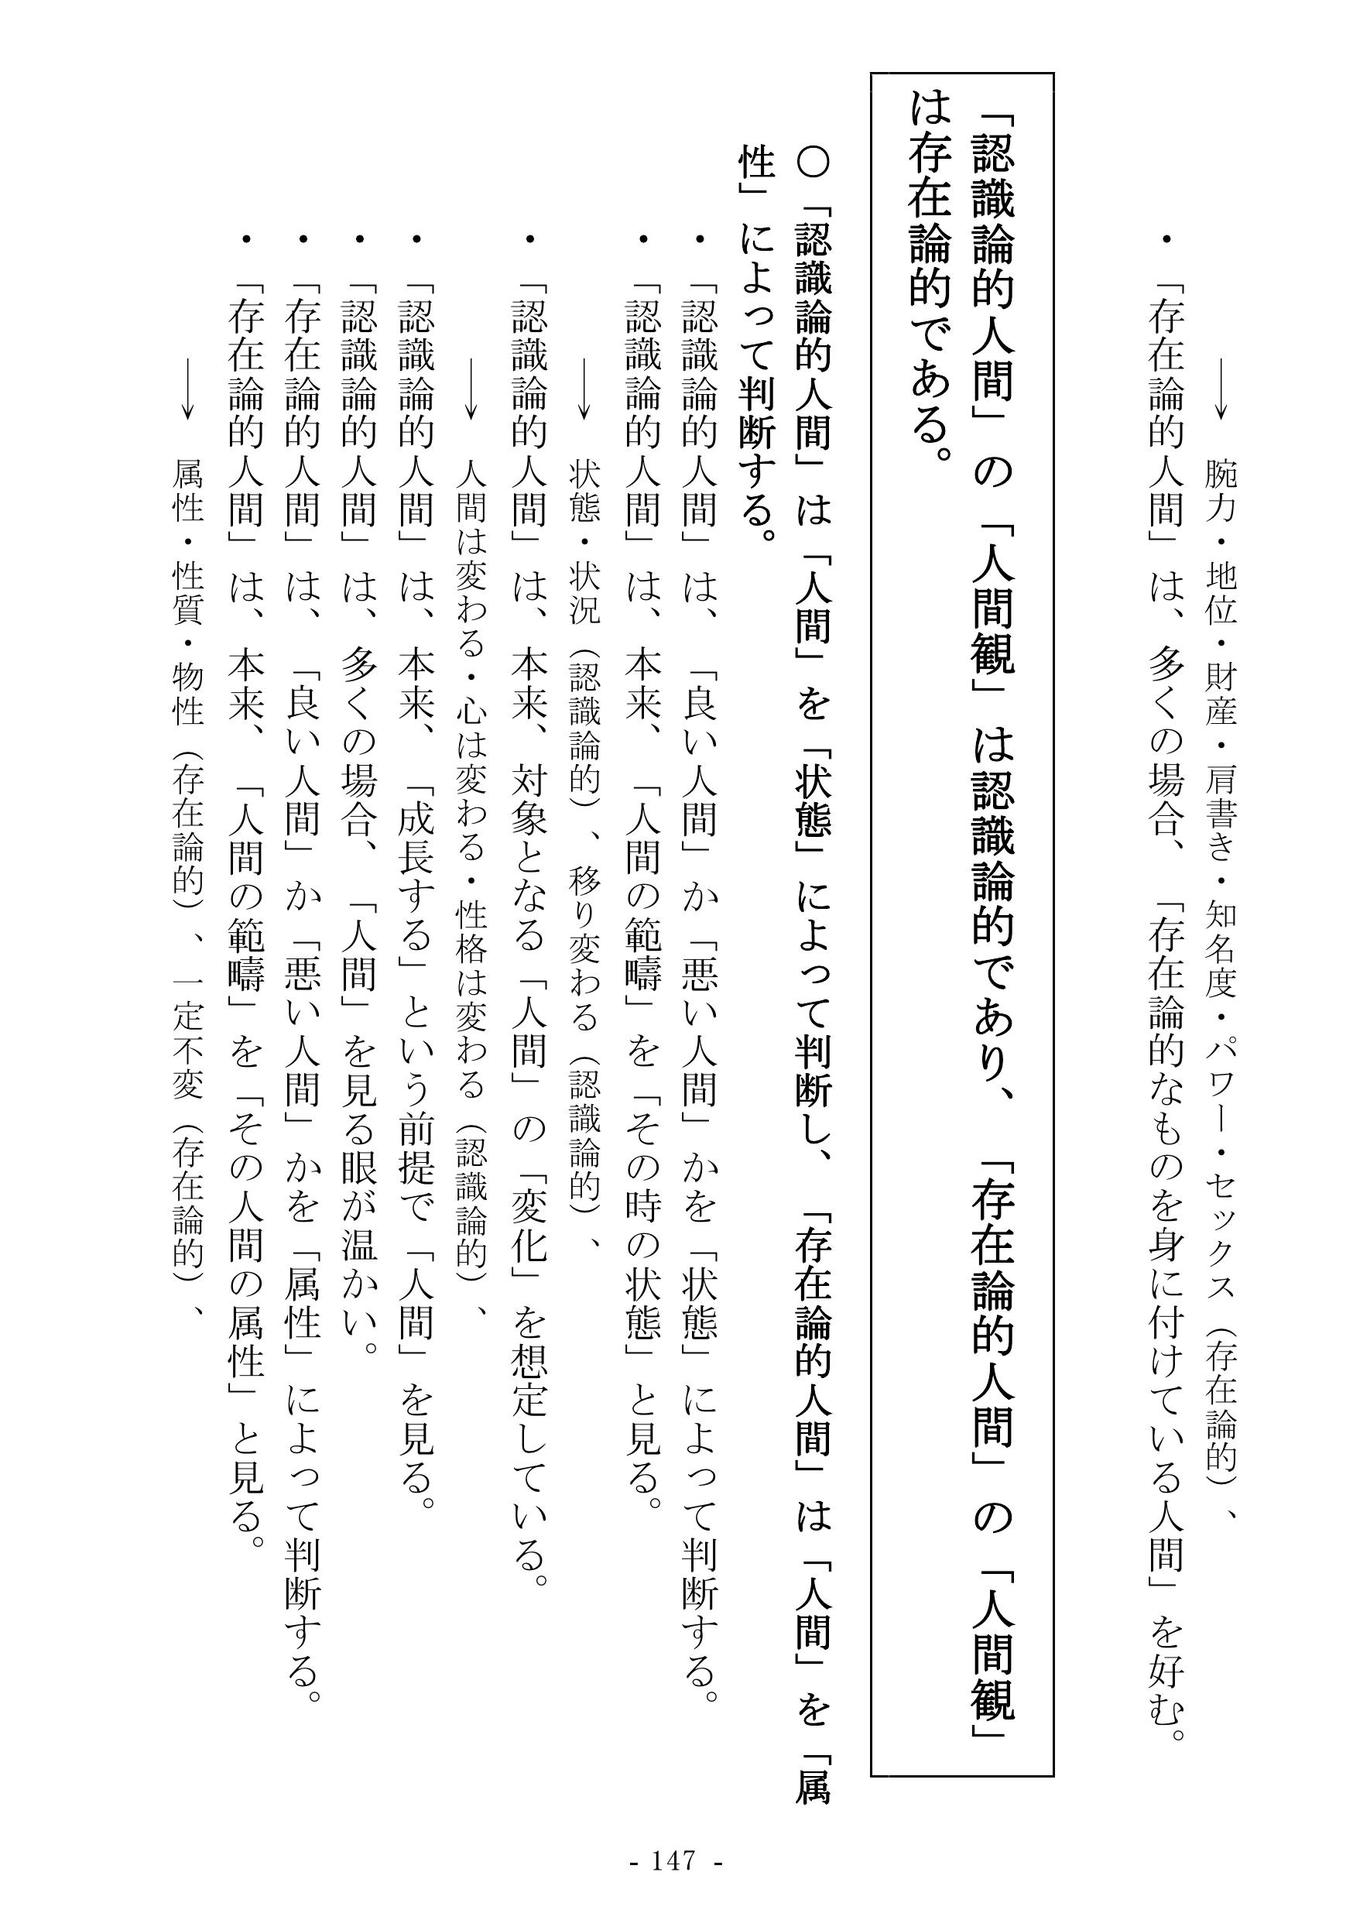 → 腕力・地位・財産・肩書き・知名度・パワー・セックス（存在論的）、
・「存在論的人間」は、多くの場合、「存在論的なものを身に付けている人間」を好む。
「認識論的人間」の「人間観」は認識論的であり、「存在論的人間」の「人間観」
は存在論的である。
〇「認識論的人間」は「人間」を「状態」によって判断し、「存在論的人間」は「人間」を「属
性」によって判断する。
・「認識論的人間」は、「良い人間」か「悪い人間」かを「状態」によって判断する。
・「認識論的人間」は、本来、「人間の範疇」を「その時の状態」と見る。
→ 状態・状況（認識論的）、移り変わる（認識論的）、
・「認識論的人間」は、本来、対象となる「人間」の「変化」を想定している。
→ 人間は変わる・心は変わる・性格は変わる（認識論的）、
・「認識論的人間」は、本来、「成長する」という前提で「人間」を見る。
・「認識論的人間」は、多くの場合、「人間」を見る眼が温かい。
・「存在論的人間」は、「良い人間」か「悪い人間」かを「属性」によって判断する。
・「存在論的人間」は、本来、「人間の範疇」を「その人間の属性」と見る。
→ 属性・性質・物性（存在論的）、一定不変（存在論的）、
- 147 -